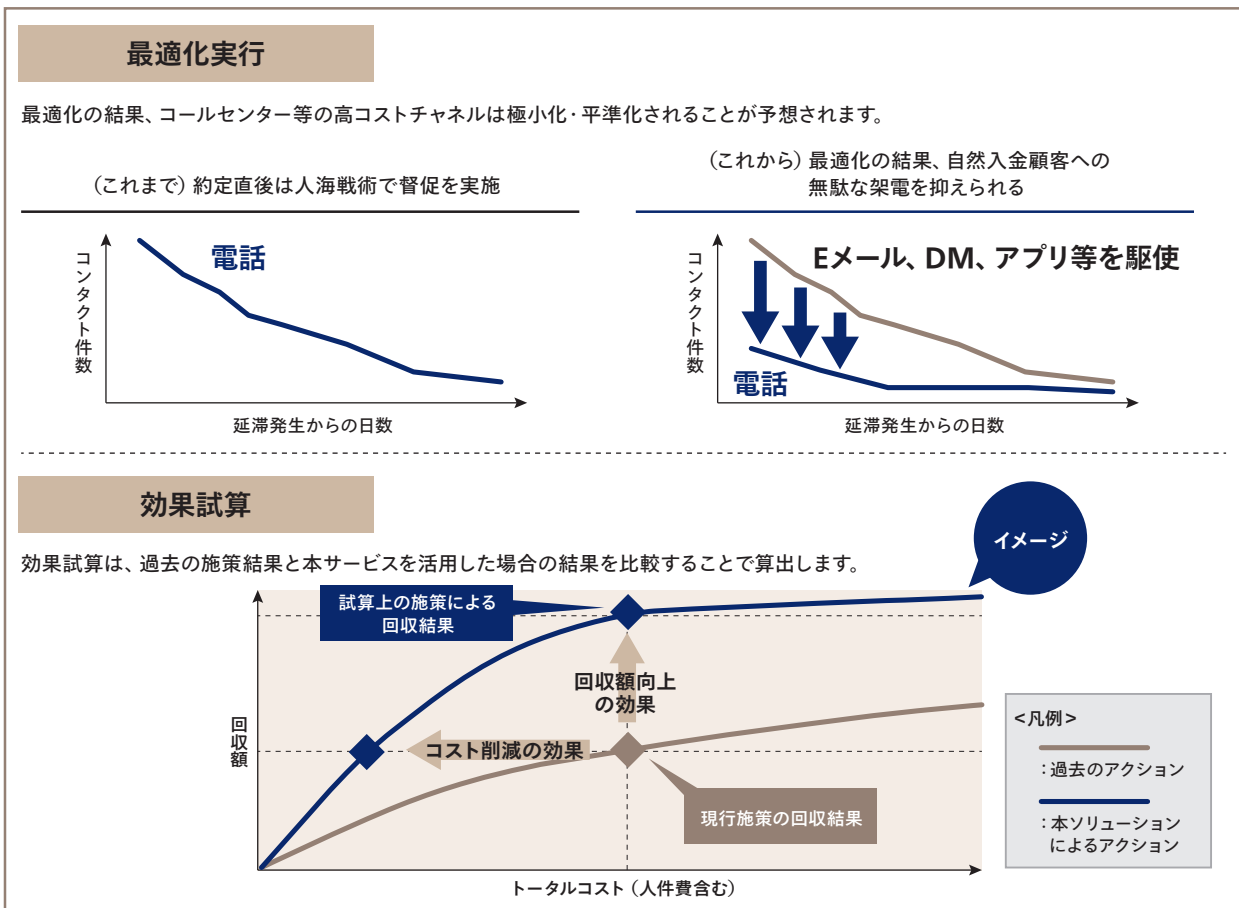 最適化実行
最適化の結果、コールセンター等の高コストチャネルは極小化・平準化されることが予想されます。
(これまで) 約定直後は人海戦術で督促を実施
コンタクト件数
電話
延滞発生からの日数
(これから) 最適化の結果、自然入金顧客への
無駄な架電を抑えられる
コンタクト件数
Eメール、DM、アプリ等を駆使
電話
延滞発生からの日数
効果試算
効果試算は、過去の施策結果と本サービスを活用した場合の結果を比較することで算出します。
イメージ
試算上の施策による
回収結果
回収額向上
の効果
コスト削減の効果
回収額
現行施策の回収結果
トータルコスト (人件費含む)
<凡例>
:過去のアクション
:本ソリューション
によるアクション